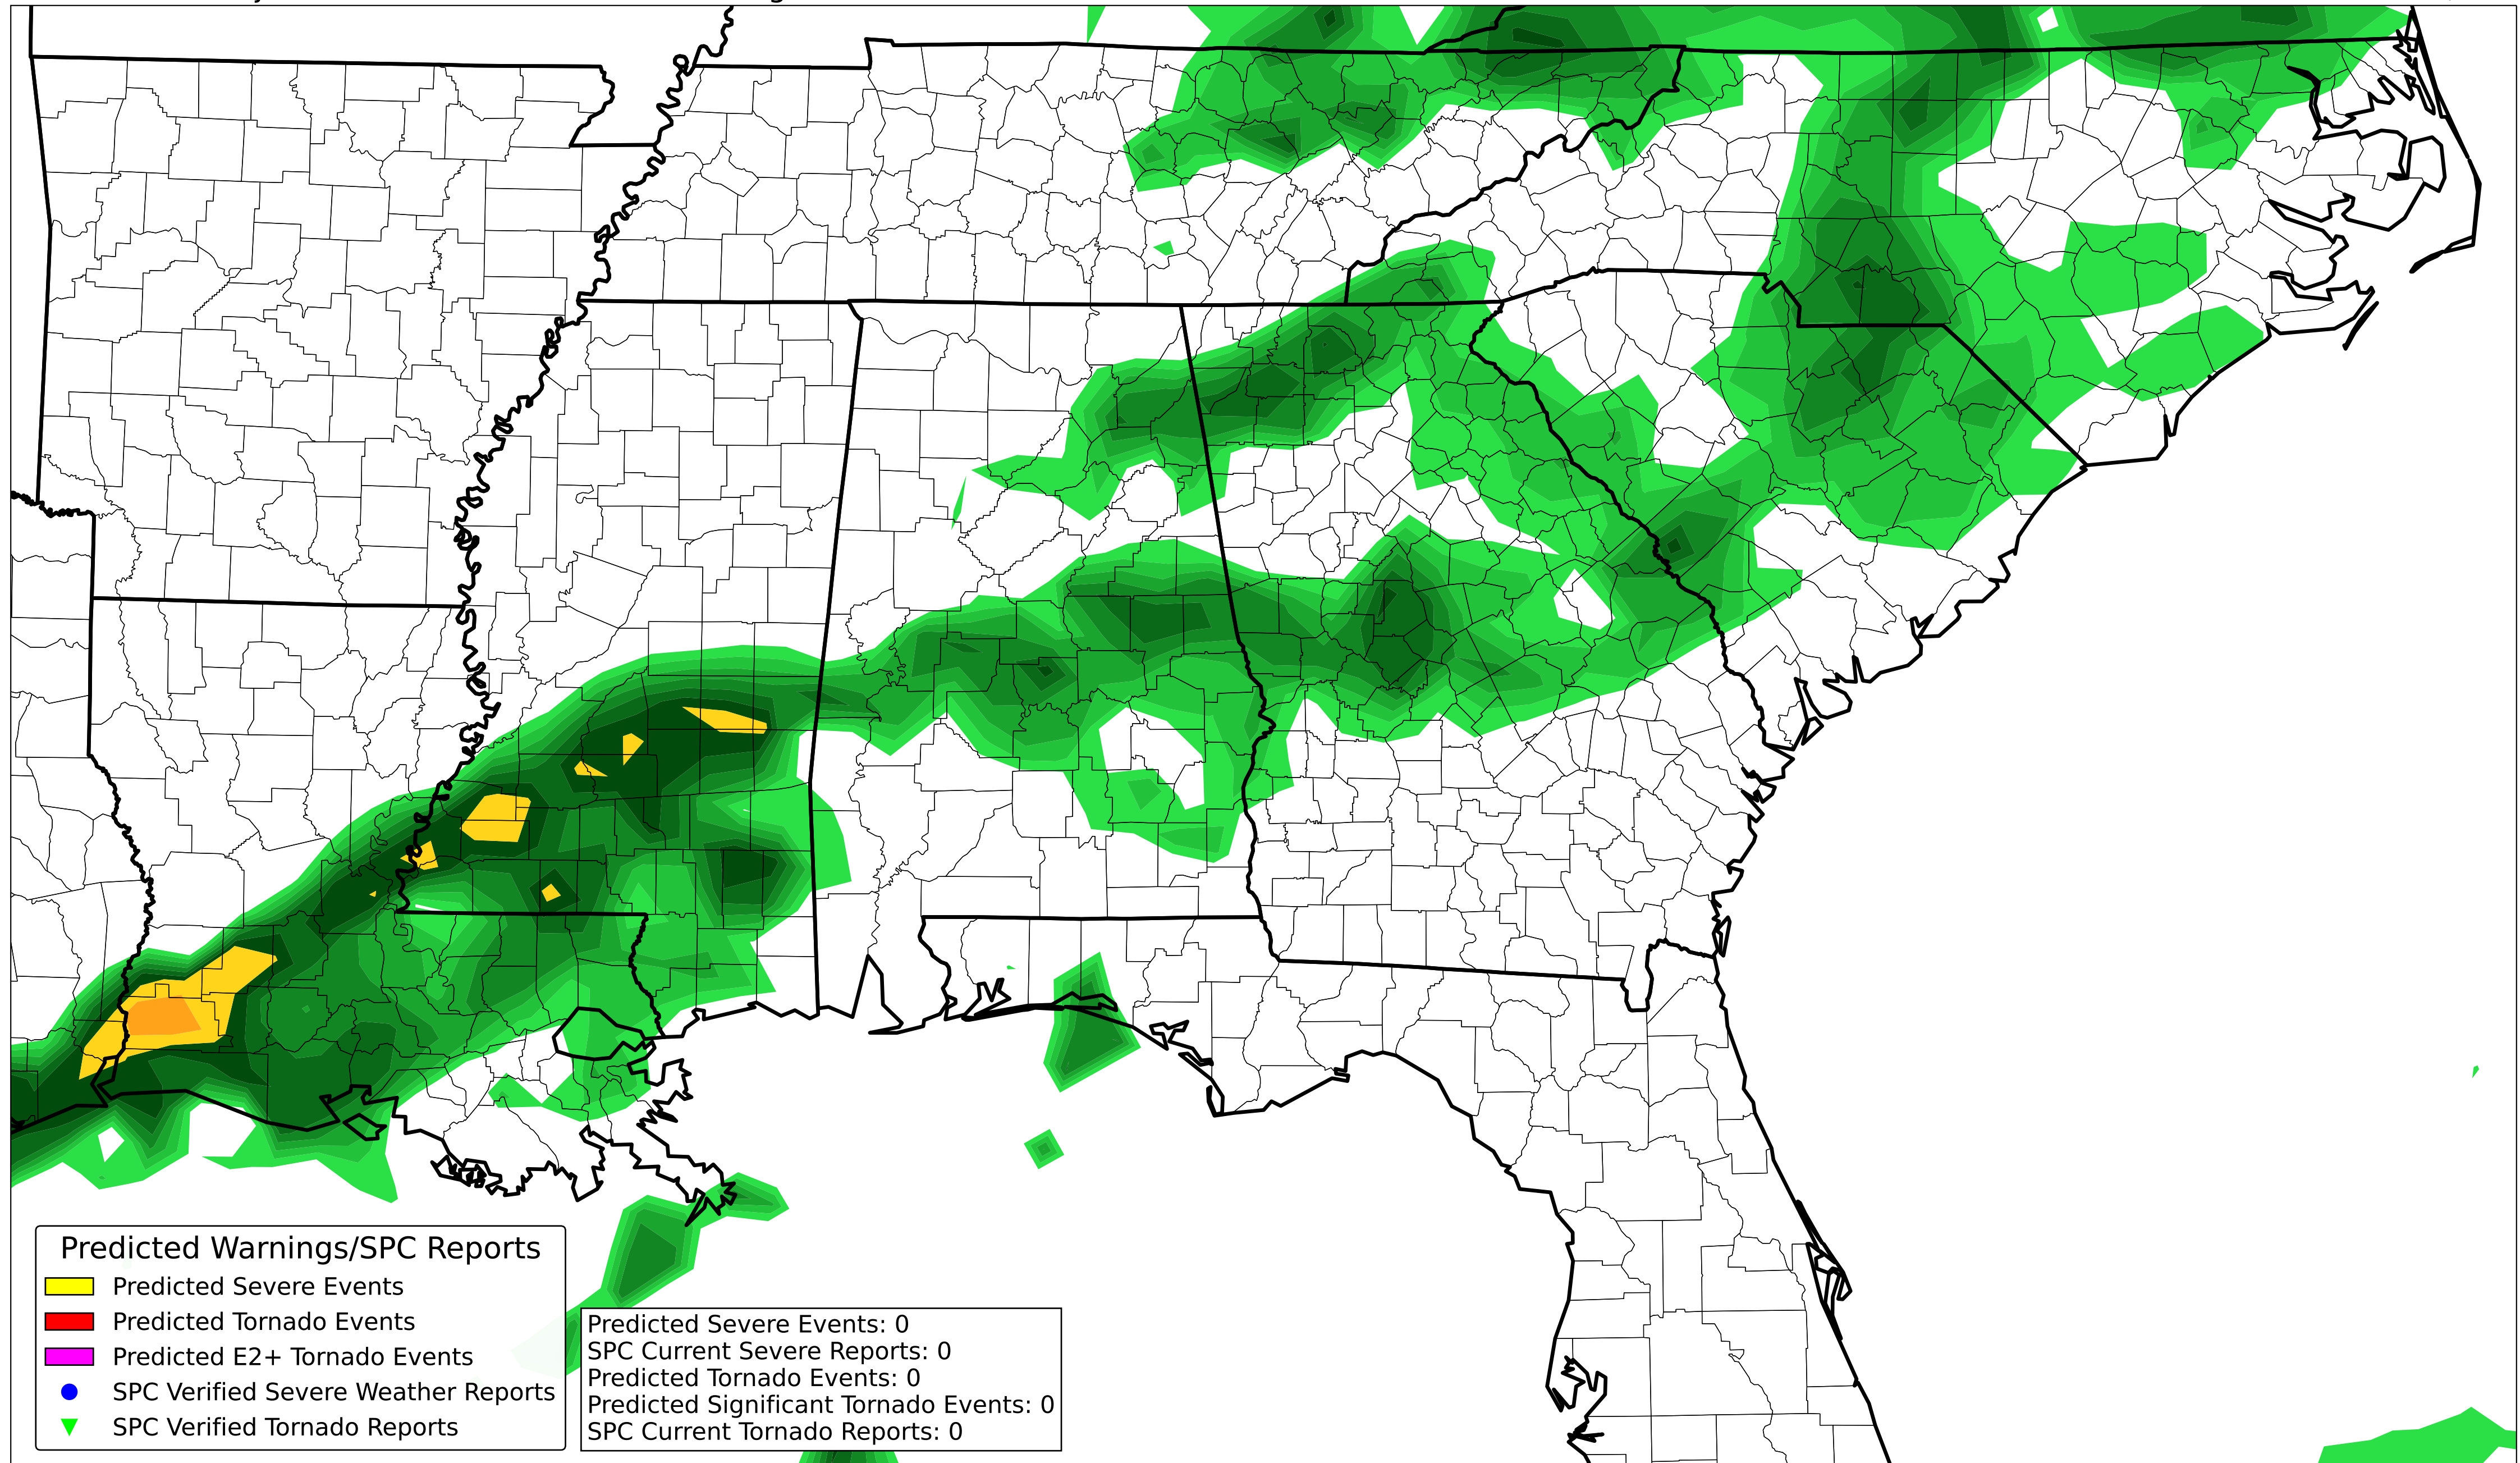 Predicted Warnings/SPC Reports
Predicted Severe Events
Predicted Tornado Events
Predicted E2+ Tornado Events
SPC Verified Severe Weather Reports
SPC Verified Tornado Reports
Predicted Severe Events: 0
SPC Current Severe Reports: 0
Predicted Tornado Events: 0
Predicted Significant Tornado Events: 0
SPC Current Tornado Reports: 0